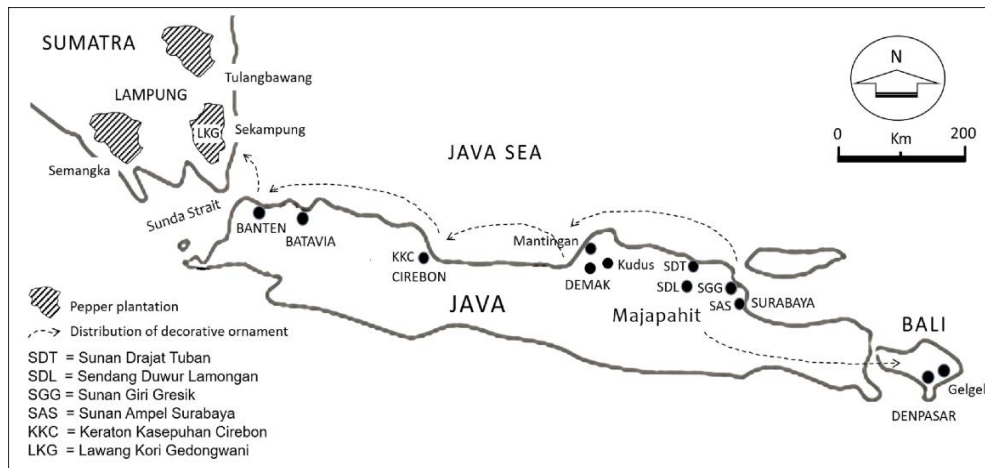 SUMATRA
Tulangbawang
LAMPUNG
LKG
Sekampung
Semangka
Sunda Strait
JAVA SEA
N
0 200
Km
BANTEN
BATAVIA
KKC
CIREBON
Mantingan
Kudus
DEMAK
SDT
SDL
SGG
SAS
SURABAYA
JAVA
Majapahit
BALI
Gelgel
DENPASAR
Pepper plantation
Distribution of decorative ornament
SDT = Sunan Drajat Tuban
SDL = Sendang Duwur Lamongan
SGG = Sunan Giri Gresik
SAS = Sunan Ampel Surabaya
KKC = Keraton Kasepuhan Cirebon
LKG = Lawang Kori Gedongwani